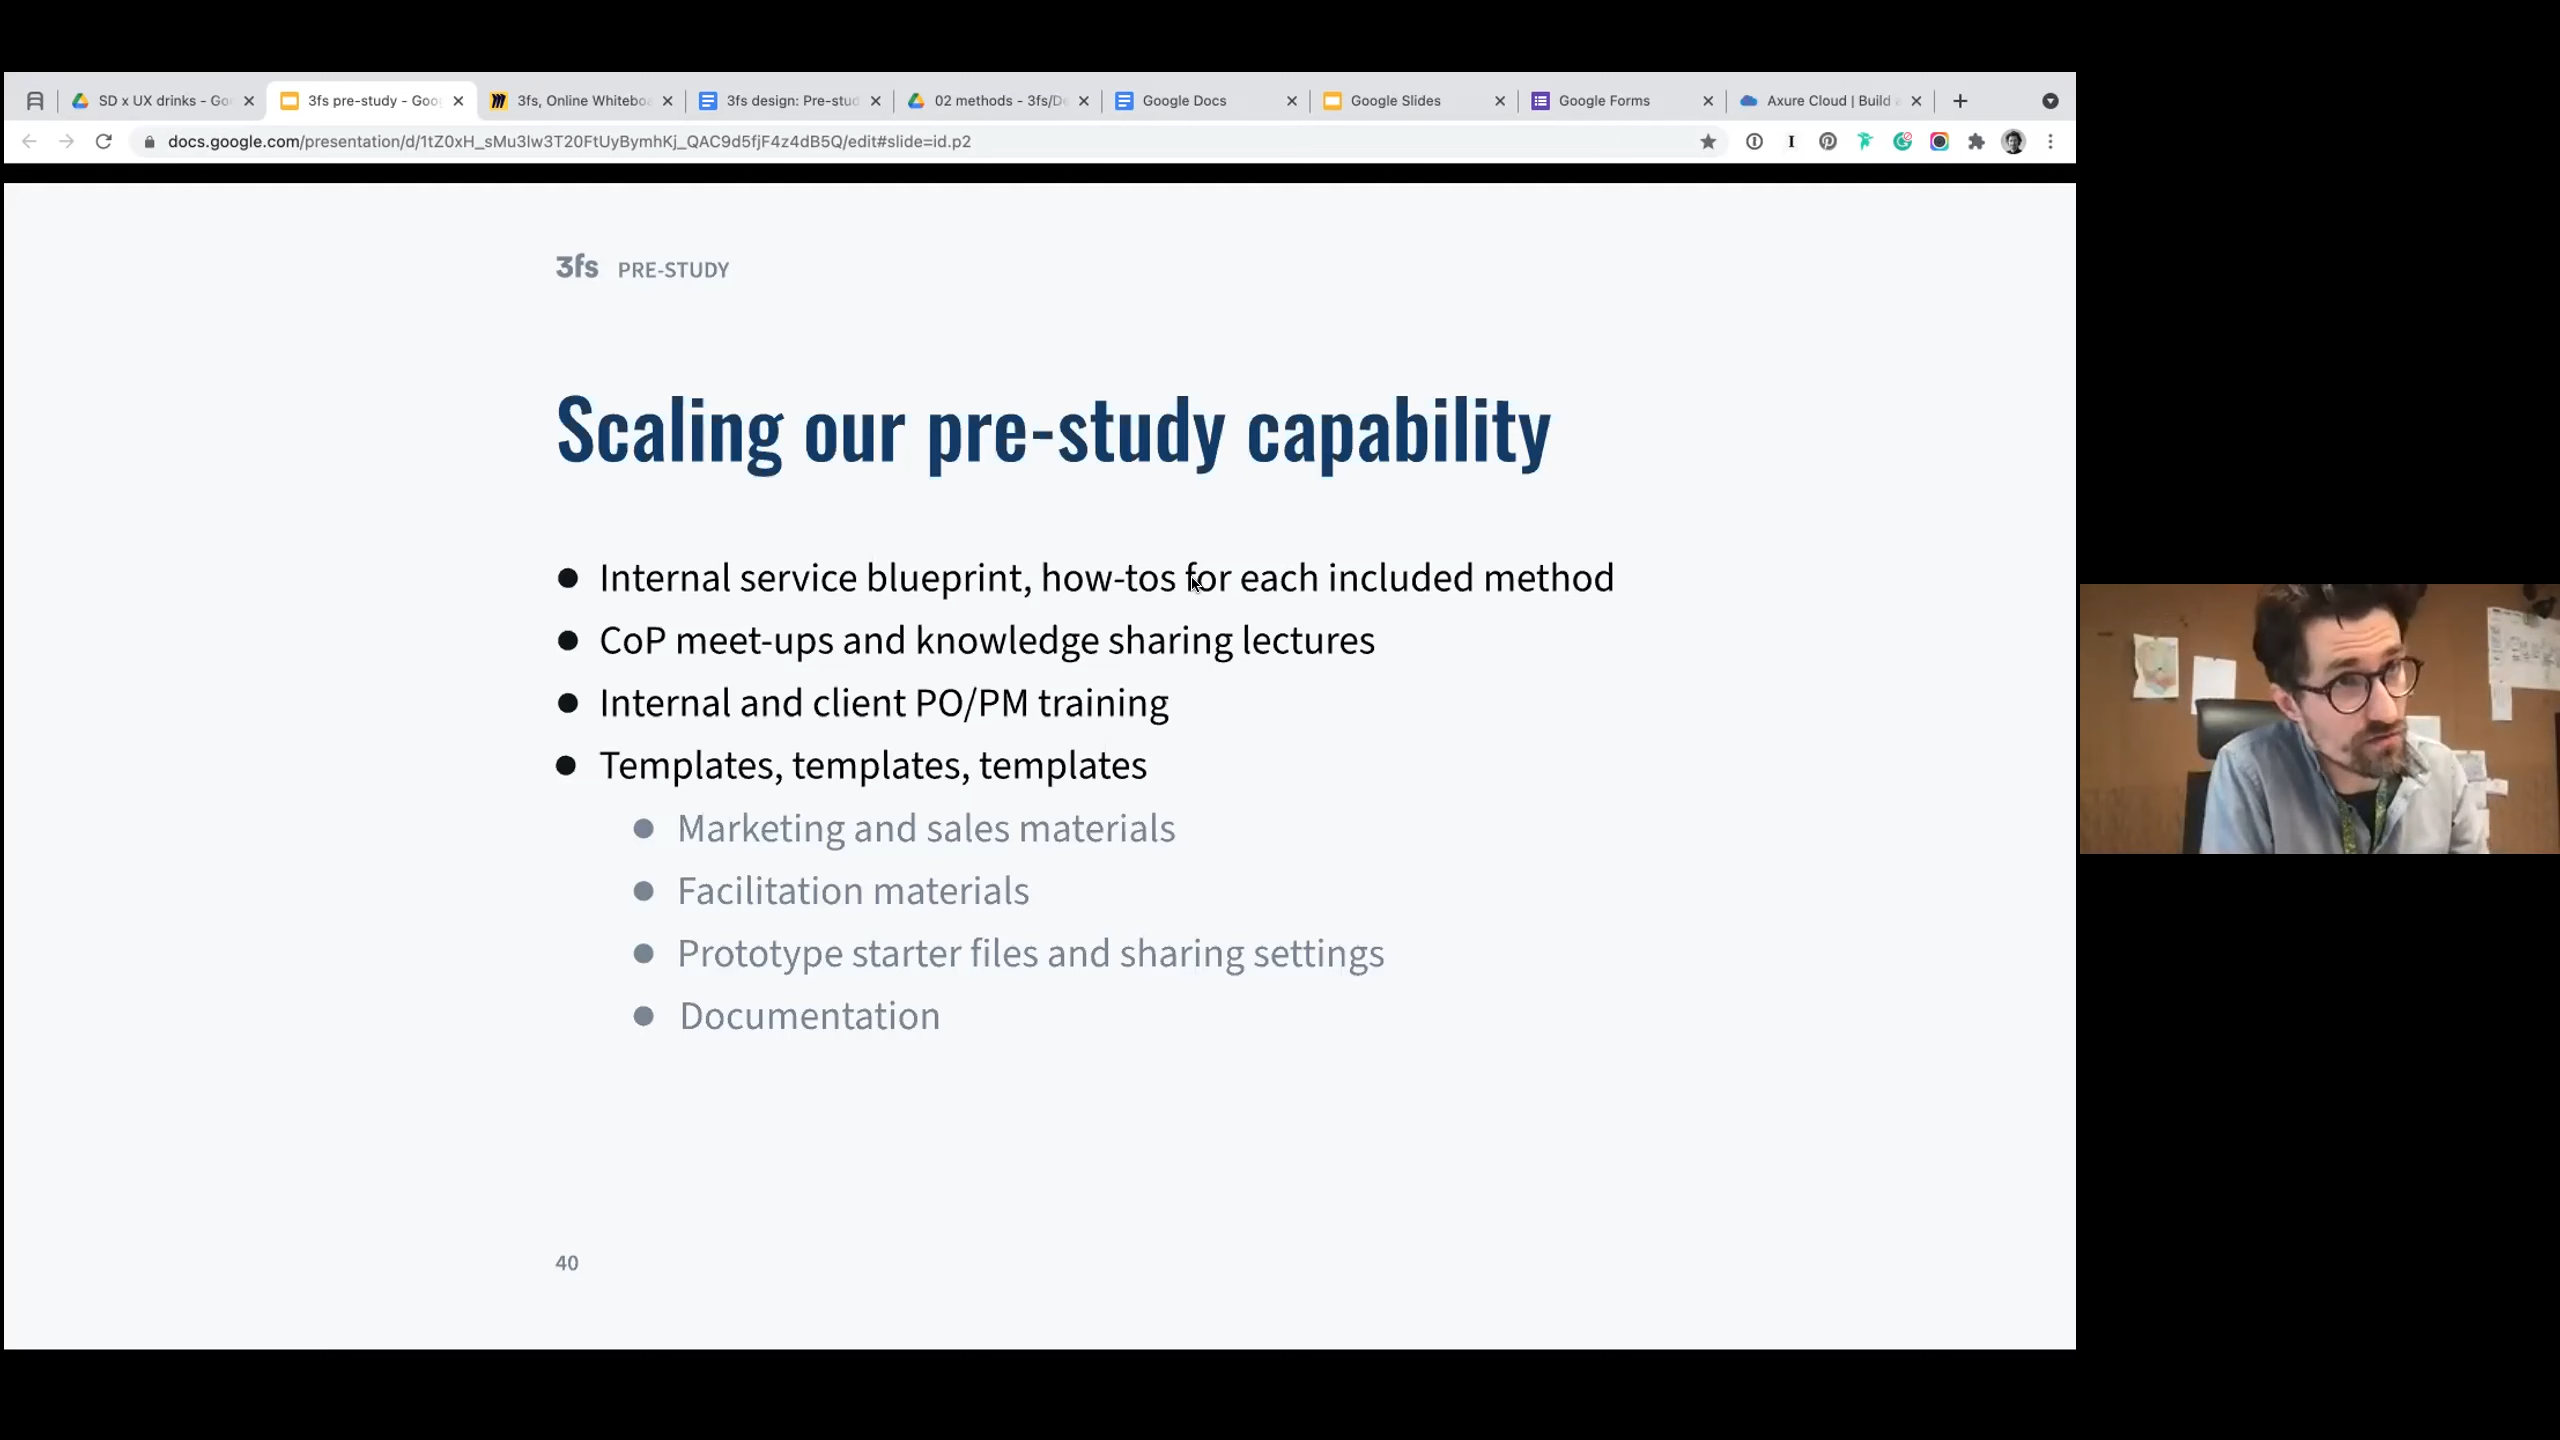 SD x UX drinks - Go
3fs pre-study - Goo
3fs, Online Whitebo
3fs design: Pre-stud
02 methods - 3fs/De
Google Docs
Google Slides
Google Forms
Axure Cloud | Build a
docs.google.com/presentation/d/1tZ0xH_sMu3lw3T20FtUyBymhKj_QAC9d5fjF4z4dB5Q/edit#slide=id.p2
3fs PRE-STUDY
Scaling our pre-study capability
● Internal service blueprint, how-tos for each included method
● CoP meet-ups and knowledge sharing lectures
● Internal and client PO/PM training
● Templates, templates, templates
● Marketing and sales materials
● Facilitation materials
● Prototype starter files and sharing settings
● Documentation
40